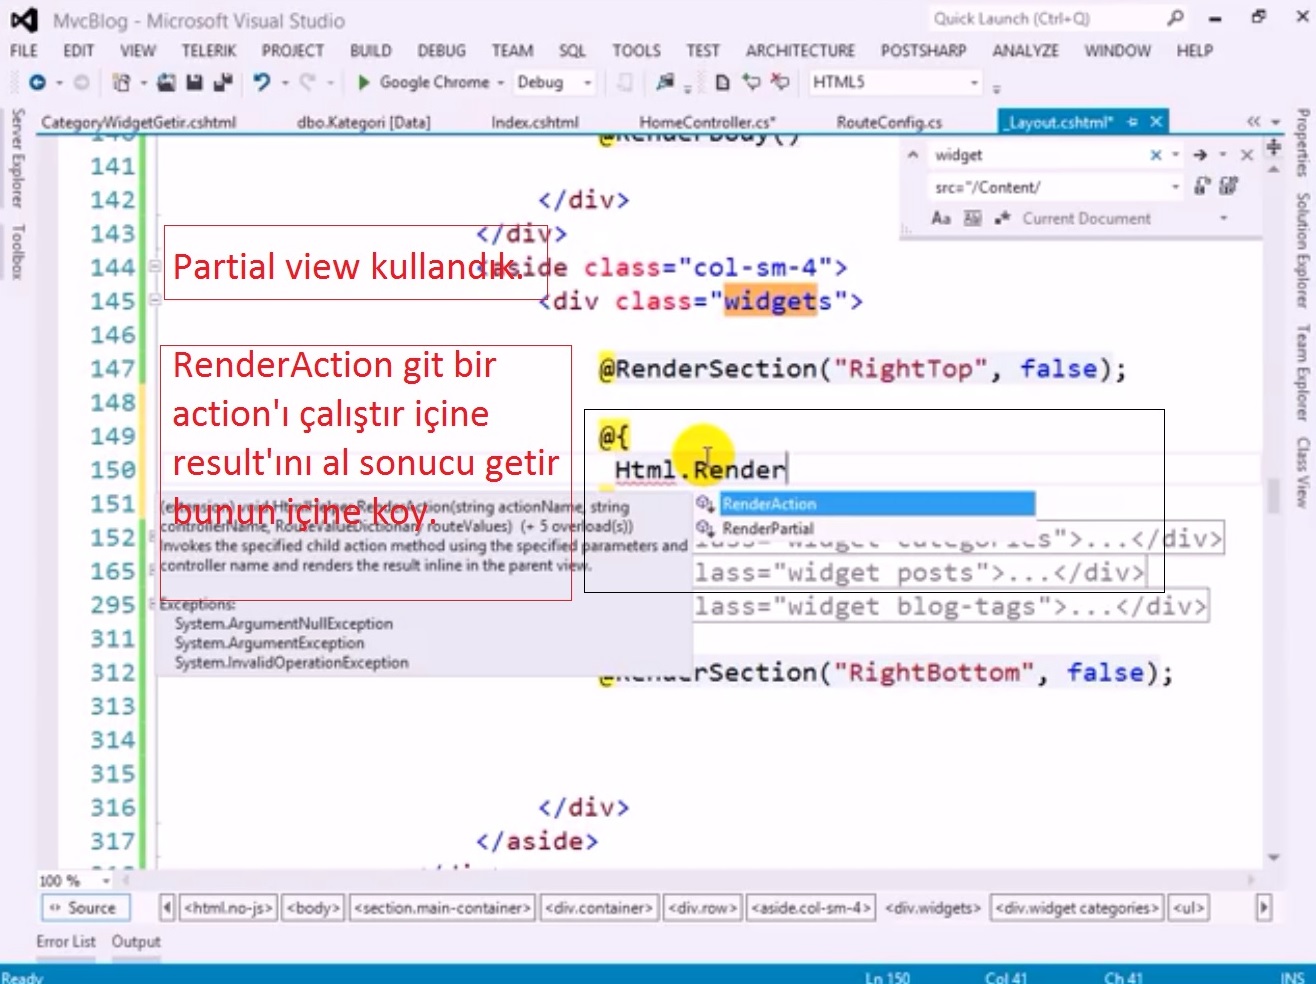 MvcBlog - Microsoft Visual Studio
Quick Launch (Ctrl+Q)
FILE EDIT VIEW TELERIK PROJECT BUILD DEBUG TEAM SQL TOOLS TEST ARCHITECTURE POSTSHARP ANALYZE WINDOW HELP
Google Chrome Debug HTML5
CategoryWidgetGetir.cshtml dbo.Kategori [Data] Index.cshtml HomeController.cs* RouteConfig.cs _Layout.cshtml*
Server Explorer
Toolbox
Properties
Solution Explorer
Team Explorer
Class View
widget
src="/Content/
Aa Current Document
140 @RenderBody()
141
142 </div>
143 </div>
144 <aside class="col-sm-4">
145 <div class="widgets">
146
147 @RenderSection("RightTop", false);
148
149 @{
150 Html.Render
151
152 lass="widget categories">...</div>
165 lass="widget posts">...</div>
295 lass="widget blog-tags">...</div>
311
312 @RenderSection("RightBottom", false);
313
314
315
316 </div>
317 </aside>
Partial view kullandık.
RenderAction git bir
action'ı çalıştır içine
result'ını al sonucu getir
bunun içine koy.
RenderAction
RenderPartial
(extension) void HtmlHelper.RenderAction(string actionName, string
controllerName, RouteValueDictionary routeValues) (+ 5 overload(s))
Invokes the specified child action method using the specified parameters and
controller name and renders the result inline in the parent view.
Exceptions:
System.ArgumentNullException
System.ArgumentException
System.InvalidOperationException
100 %
Source <html.no-js> <body> <section.main-container> <div.container> <div.row> <aside.col-sm-4> <div.widgets> <div.widget categories> <ul>
Error List Output
Ready Ln 150 Col 41 Ch 41 INS